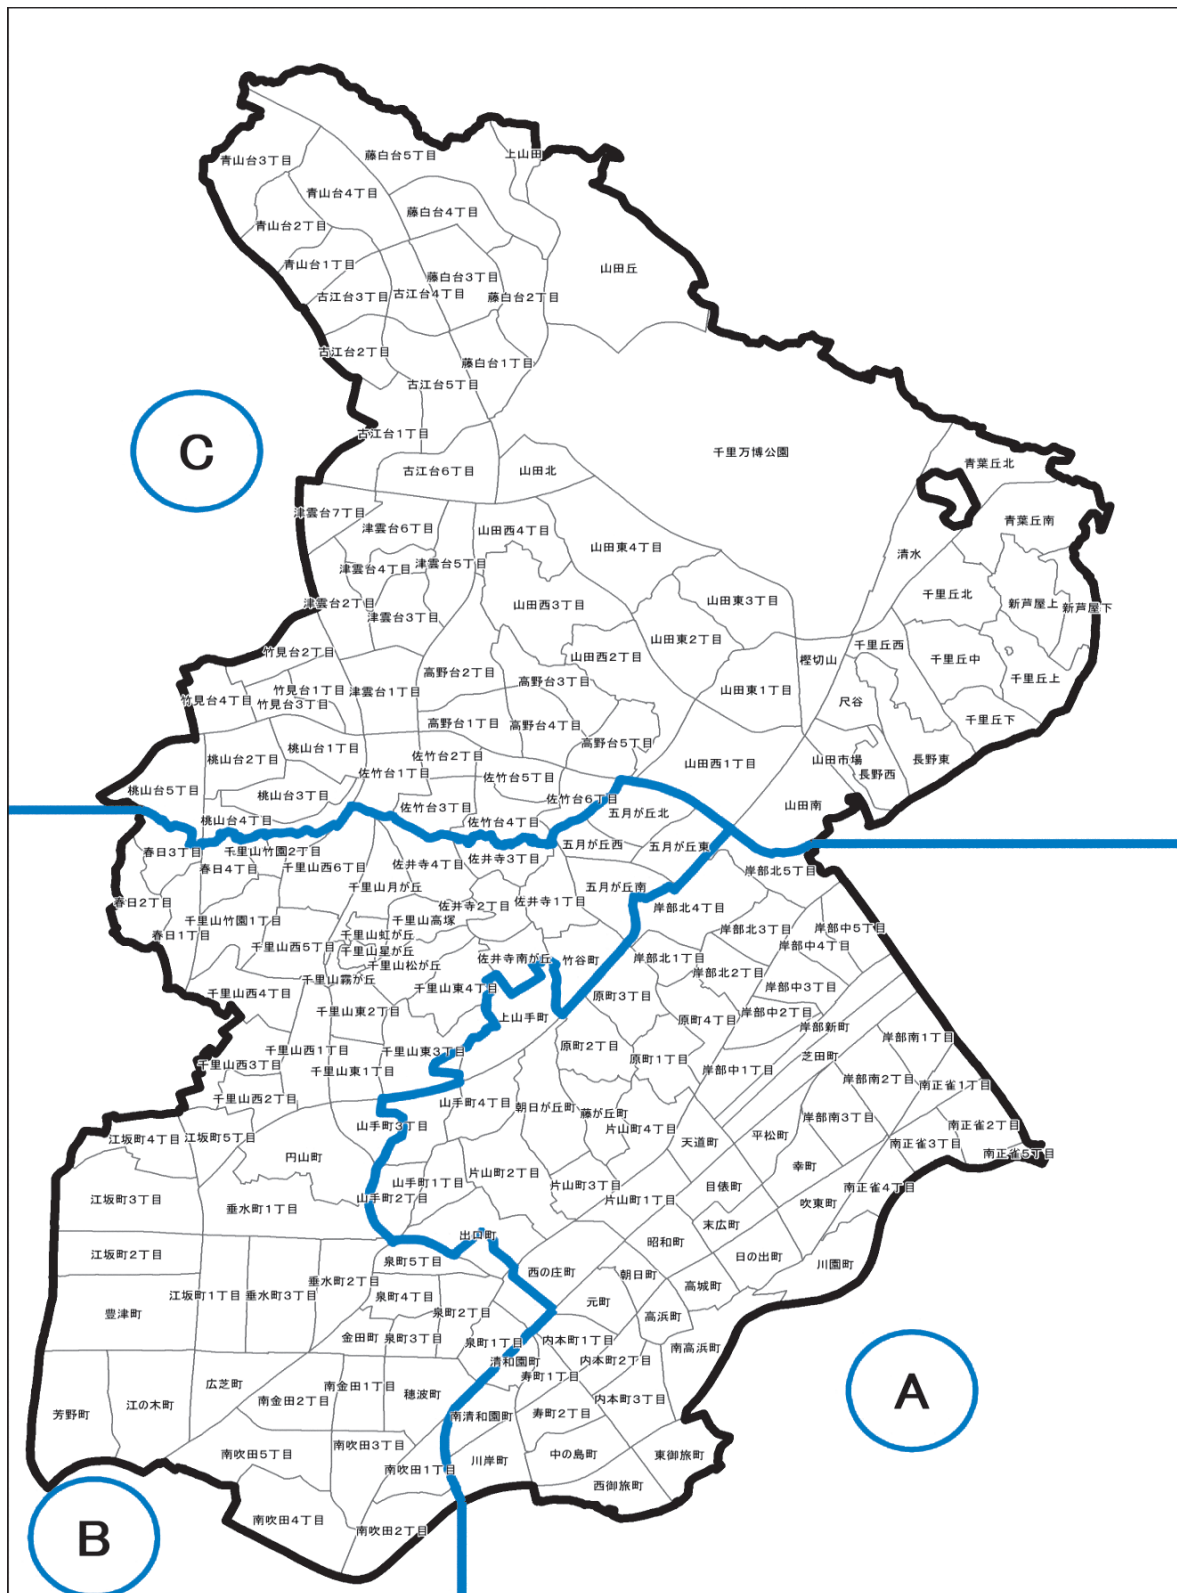 藤白台5丁目
上山田
青山台3丁目
青山台4丁目
藤白台4丁目
青山台2丁目
青山台1丁目
藤白台3丁目
山田丘
古江台3丁目
古江台4丁目
藤白台2丁目
古江台2丁目
藤白台1丁目
古江台5丁目
C
古江台1丁目
千里万博公園
古江台6丁目
山田北
青葉丘北
津雲台7丁目
津雲台6丁目
山田西4丁目
山田東4丁目
青葉丘南
清水
津雲台4丁目
津雲台5丁目
津雲台2丁目
津雲台3丁目
山田西3丁目
山田東3丁目
千里丘北
新芦屋上
新芦屋下
竹見台2丁目
山田西2丁目
山田東2丁目
樫切山
千里丘西
千里丘中
千里丘上
竹見台4丁目
竹見台1丁目
竹見台3丁目
津雲台1丁目
高野台2丁目
高野台3丁目
山田東1丁目
尺谷
高野台1丁目
高野台4丁目
千里丘下
桃山台2丁目
桃山台1丁目
佐竹台2丁目
高野台5丁目
山田西1丁目
山田市場
長野東
長野西
桃山台5丁目
桃山台3丁目
佐竹台1丁目
佐竹台5丁目
佐竹台3丁目
佐竹台6丁目
山田南
桃山台4丁目
佐竹台4丁目
五月が丘北
春日3丁目
千里山竹園2丁目
五月が丘西
五月が丘東
春日4丁目
千里山西6丁目
佐井寺4丁目
佐井寺3丁目
岸部北5丁目
千里山月が丘
五月が丘南
春日2丁目
佐井寺2丁目
佐井寺1丁目
岸部北4丁目
千里山竹園1丁目
千里山高塚
春日1丁目
千里山虹が丘
岸部北3丁目
岸部中5丁目
千里山西5丁目
千里山星が丘
岸部中4丁目
千里山松が丘
佐井寺南が丘
竹谷町
岸部北1丁目
岸部北2丁目
千里山霧が丘
千里山東4丁目
岸部中3丁目
千里山西4丁目
千里山東2丁目
上山手町
原町3丁目
原町4丁目
岸部中2丁目
岸部新町
岸部南1丁目
千里山西1丁目
千里山東3丁目
原町2丁目
原町1丁目
芝田町
千里山西3丁目
千里山東1丁目
岸部中1丁目
岸部南2丁目
南正雀1丁目
千里山西2丁目
山手町4丁目
朝日が丘町
藤が丘町
岸部南3丁目
南正雀2丁目
江坂町4丁目
江坂町5丁目
山手町3丁目
片山町4丁目
天道町
平松町
南正雀3丁目
南正雀5丁目
円山町
片山町2丁目
幸町
江坂町3丁目
山手町1丁目
片山町3丁目
目俵町
南正雀4丁目
垂水町1丁目
山手町2丁目
片山町1丁目
吹東町
末広町
出口町
昭和町
江坂町2丁目
泉町5丁目
西の庄町
日の出町
川園町
垂水町2丁目
朝日町
江坂町1丁目
垂水町3丁目
泉町4丁目
高城町
豊津町
泉町2丁目
元町
高浜町
金田町
泉町3丁目
泉町1丁目
内本町1丁目
南高浜町
清和園町
内本町2丁目
広芝町
南金田1丁目
寿町1丁目
A
江の木町
南金田2丁目
穂波町
内本町3丁目
芳野町
南清和園町
寿町2丁目
南吹田3丁目
南吹田5丁目
川岸町
中の島町
東御旅町
南吹田1丁目
西御旅町
南吹田4丁目
南吹田2丁目
B